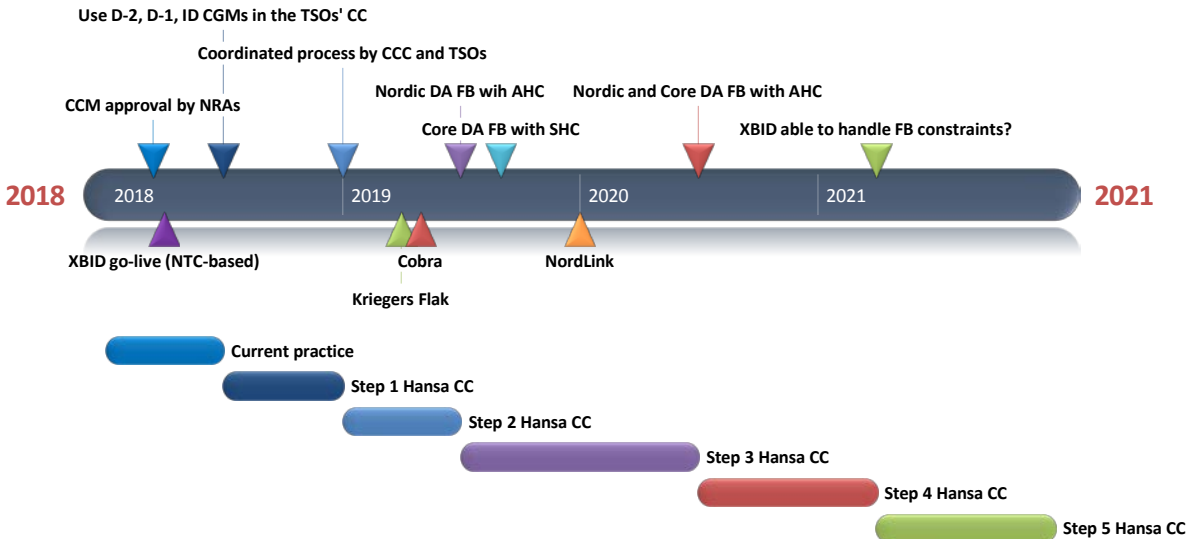 Use D-2, D-1, ID CGMs in the TSOs' CC
Coordinated process by CCC and TSOs
CCM approval by NRAs
Nordic DA FB wih AHC
Nordic and Core DA FB with AHC
Core DA FB with SHC
XBID able to handle FB constraints?
2018
2018
2019
2020
2021
2021
XBID go-live (NTC-based)
Cobra
NordLink
Kriegers Flak
Current practice
Step 1 Hansa CC
Step 2 Hansa CC
Step 3 Hansa CC
Step 4 Hansa CC
Step 5 Hansa CC